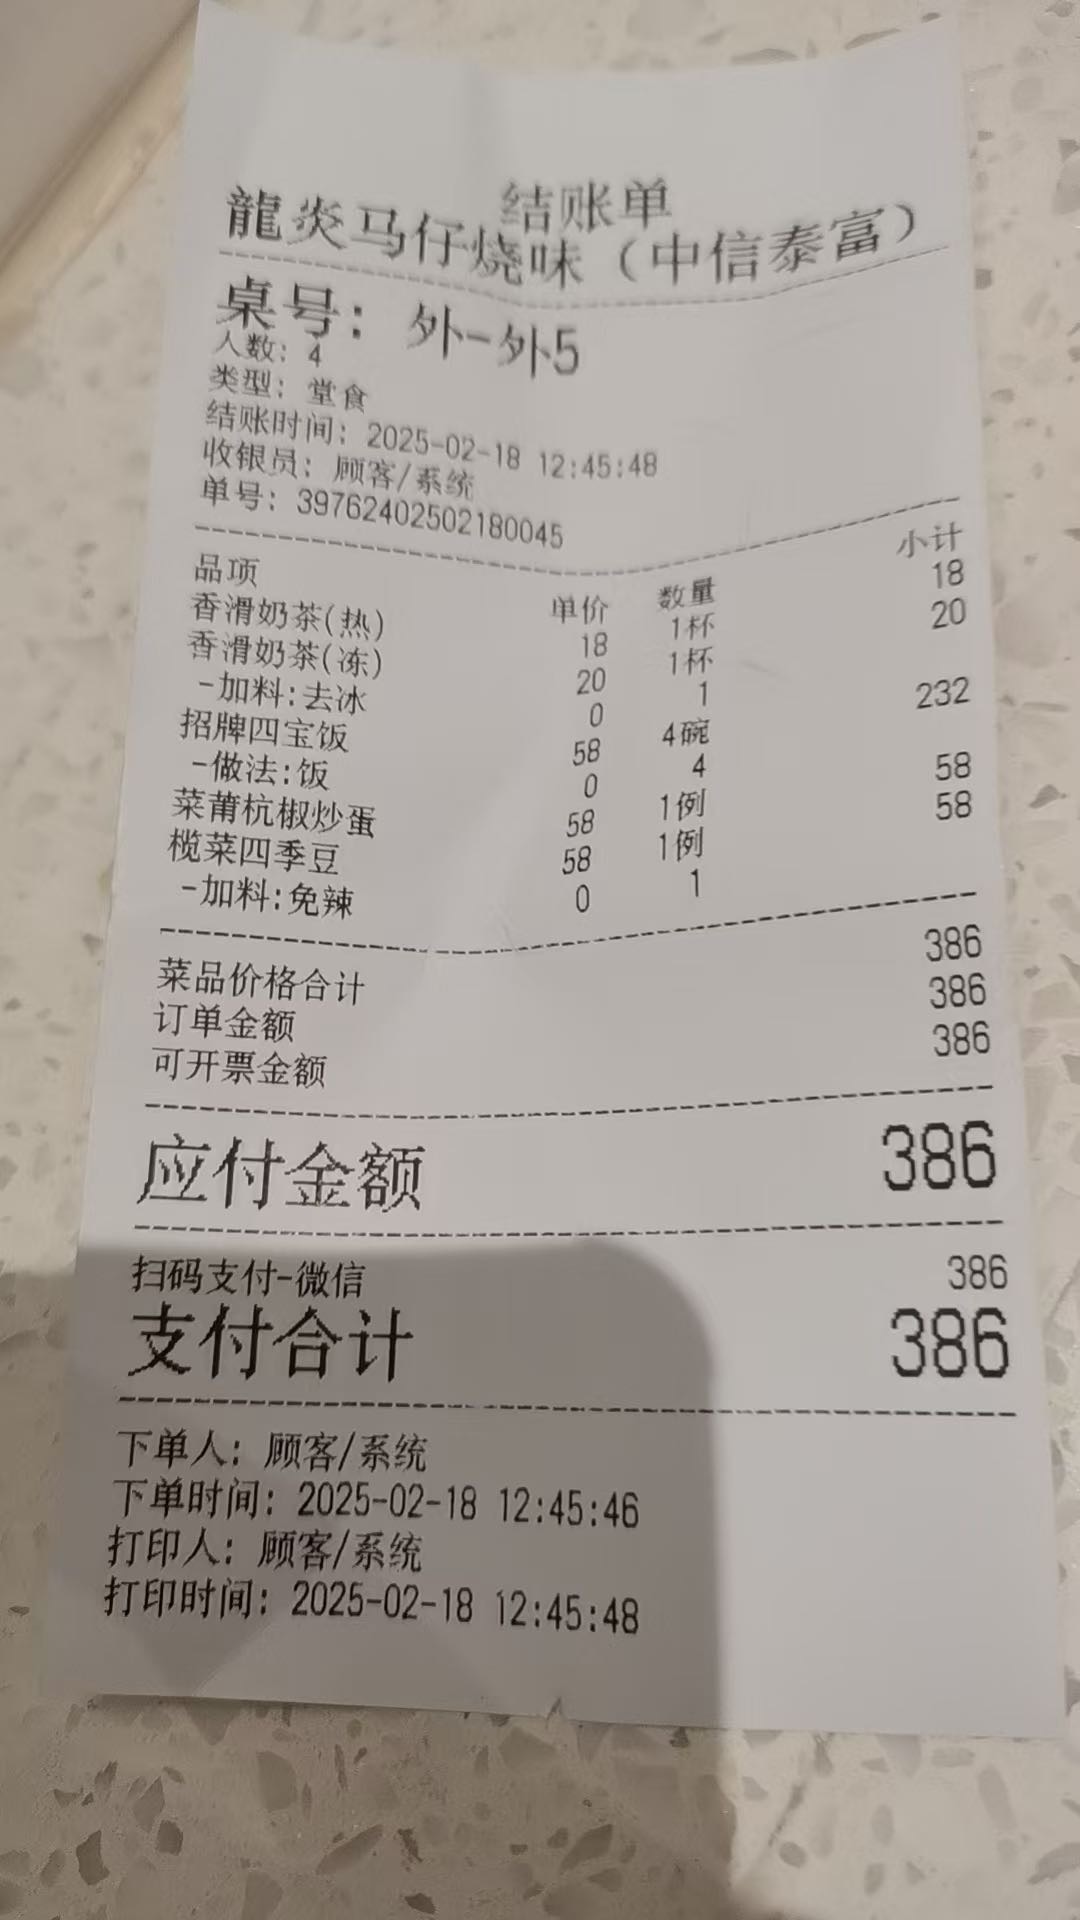 结账单
龍炎马仔烧味（中信泰富）
桌号: 外-外5
人数: 4
类型: 堂食
结账时间: 2025-02-18 12:45:48
收银员: 顾客/系统
单号: 39762402502180045
品项 单价 数量 小计
香滑奶茶(热) 18 1杯 18
香滑奶茶(冻) 20 1杯 20
-加料:去冰 0 1
招牌四宝饭 58 4碗 232
-做法:饭 0 4
菜莆杭椒炒蛋 58 1例 58
榄菜四季豆 58 1例 58
-加料:免辣 0 1
菜品价格合计 386
订单金额 386
可开票金额 386
应付金额 386
扫码支付-微信 386
支付合计 386
下单人: 顾客/系统
下单时间: 2025-02-18 12:45:46
打印人: 顾客/系统
打印时间: 2025-02-18 12:45:48